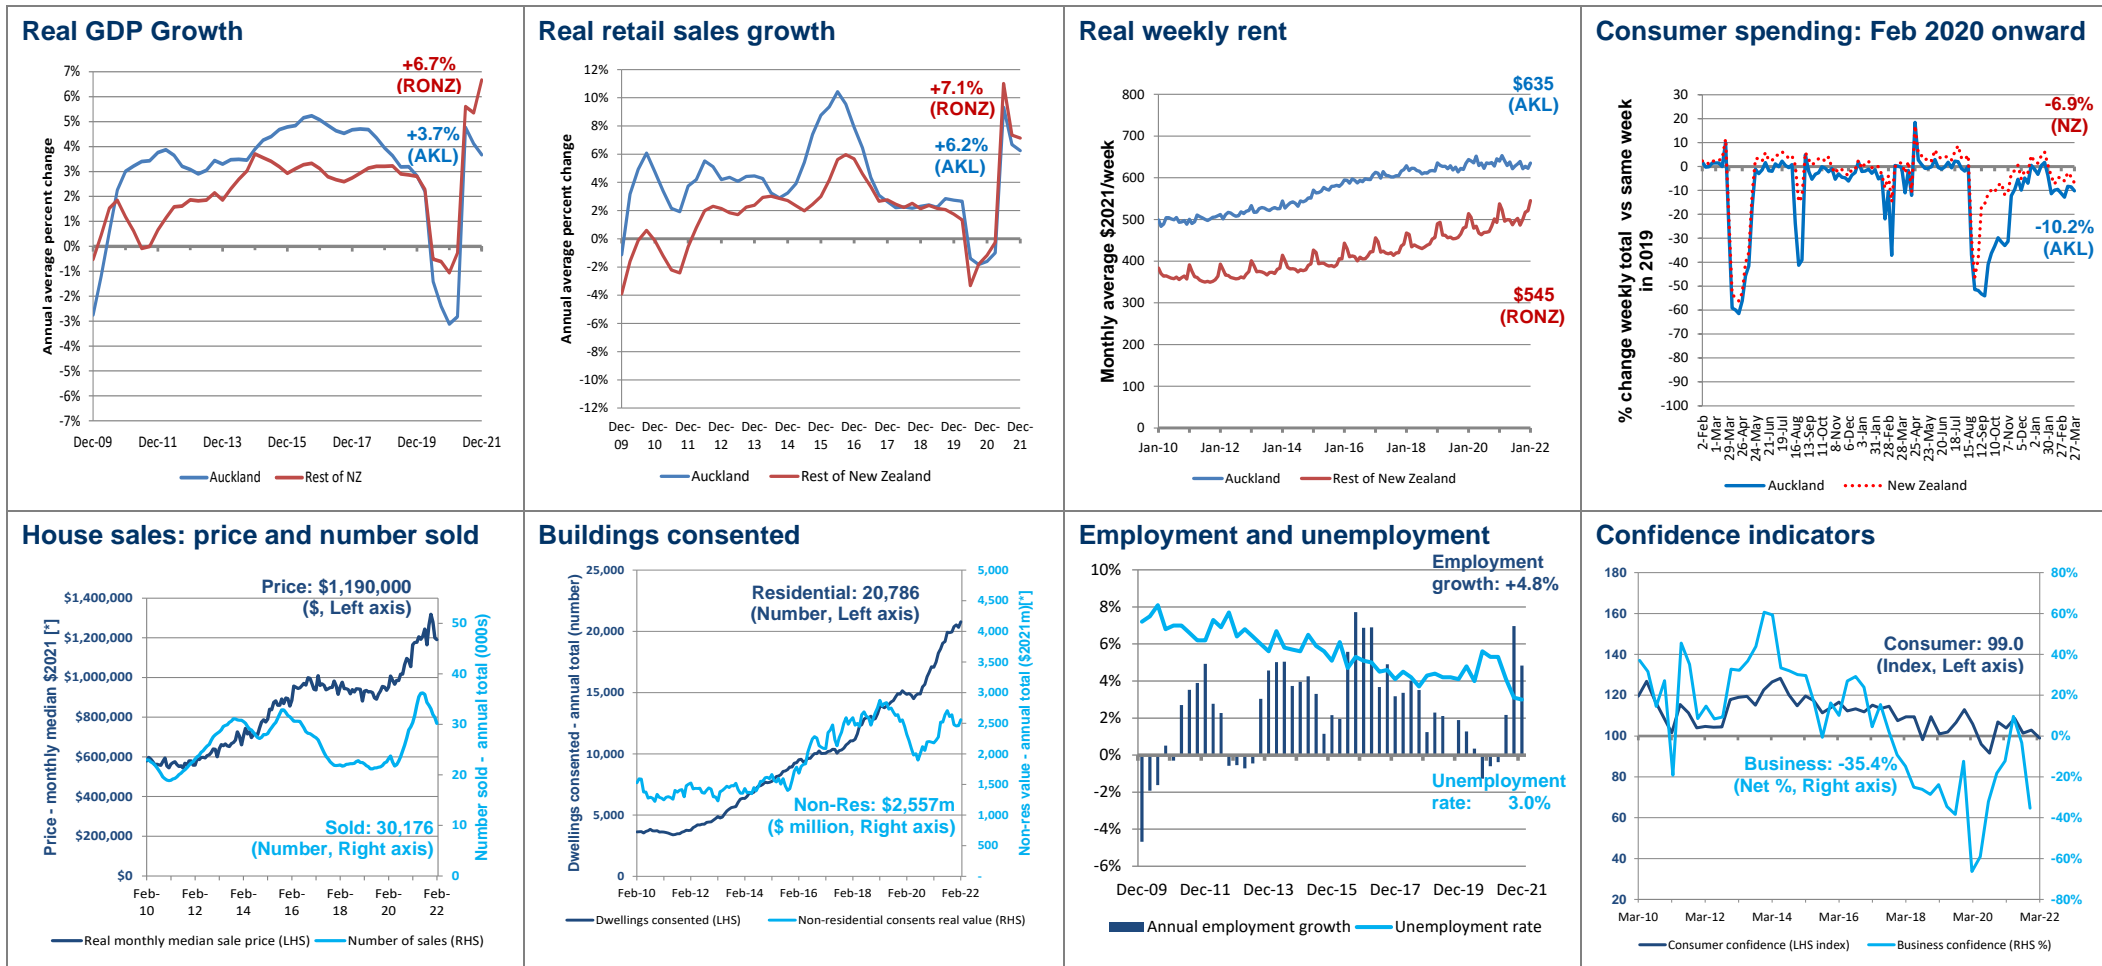 Real GDP Growth
Annual average percent change
7%
6%
5%
4%
3%
2%
1%
0%
-1%
-2%
-3%
-4%
-5%
-6%
-7%
+6.7%
(RONZ)
+3.7%
(AKL)
Dec-09 Dec-11 Dec-13 Dec-15 Dec-17 Dec-19 Dec-21
Auckland Rest of NZ
Real retail sales growth
Annual average percent change
12%
10%
8%
6%
4%
2%
0%
-2%
-4%
-6%
-8%
-10%
-12%
+7.1%
(RONZ)
+6.2%
(AKL)
Dec- Dec- Dec- Dec- Dec- Dec- Dec- Dec- Dec- Dec- Dec- Dec- Dec-
09 10 11 12 13 14 15 16 17 18 19 20 21
Auckland Rest of New Zealand
Real weekly rent
Monthly average $2021/week
800
700
600
500
400
300
200
100
0
$635
(AKL)
$545
(RONZ)
Jan-10 Jan-12 Jan-14 Jan-16 Jan-18 Jan-20 Jan-22
Auckland Rest of New Zealand
Consumer spending: Feb 2020 onward
% change weekly total vs same week
in 2019
30
20
10
0
-10
-20
-30
-40
-50
-60
-70
-80
-90
-100
-6.9%
(NZ)
-10.2%
(AKL)
2-Feb
1-Mar
29-Mar
26-Apr
24-May
21-Jun
19-Jul
16-Aug
13-Sep
11-Oct
8-Nov
6-Dec
3-Jan
31-Jan
28-Feb
28-Mar
25-Apr
23-May
20-Jun
18-Jul
15-Aug
12-Sep
10-Oct
7-Nov
5-Dec
2-Jan
30-Jan
27-Feb
27-Mar
Auckland New Zealand
House sales: price and number sold
Price - monthly median $2021 [*]
$1,400,000
$1,200,000
$1,000,000
$800,000
$600,000
$400,000
$200,000
$0
Price: $1,190,000
($, Left axis)
Sold: 30,176
(Number, Right axis)
50
40
30
20
10
0
Number sold - annual total (000s)
Feb- Feb- Feb- Feb- Feb- Feb- Feb-
10 12 14 16 18 20 22
Real monthly median sale price (LHS) Number of sales (RHS)
Buildings consented
Dwellings consented - annual total (number)
25,000
20,000
15,000
10,000
5,000
0
Residential: 20,786
(Number, Left axis)
Non-Res: $2,557m
($ million, Right axis)
5,000
4,500
4,000
3,500
3,000
2,500
2,000
1,500
1,000
500
-
Non-res value - annual total ($2021m)[*]
Feb-10 Feb-12 Feb-14 Feb-16 Feb-18 Feb-20 Feb-22
Dwellings consented (LHS) Non-residential consents real value (RHS)
Employment and unemployment
10%
8%
6%
4%
2%
0%
-2%
-4%
-6%
Employment
growth: +4.8%
Unemployment
rate: 3.0%
Dec-09 Dec-11 Dec-13 Dec-15 Dec-17 Dec-19 Dec-21
Annual employment growth Unemployment rate
Confidence indicators
180
160
140
120
100
80
60
40
20
Consumer: 99.0
(Index, Left axis)
Business: -35.4%
(Net %, Right axis)
80%
60%
40%
20%
0%
-20%
-40%
-60%
-80%
Mar-10 Mar-12 Mar-14 Mar-16 Mar-18 Mar-20 Mar-22
Consumer confidence (LHS index) Business confidence (RHS %)